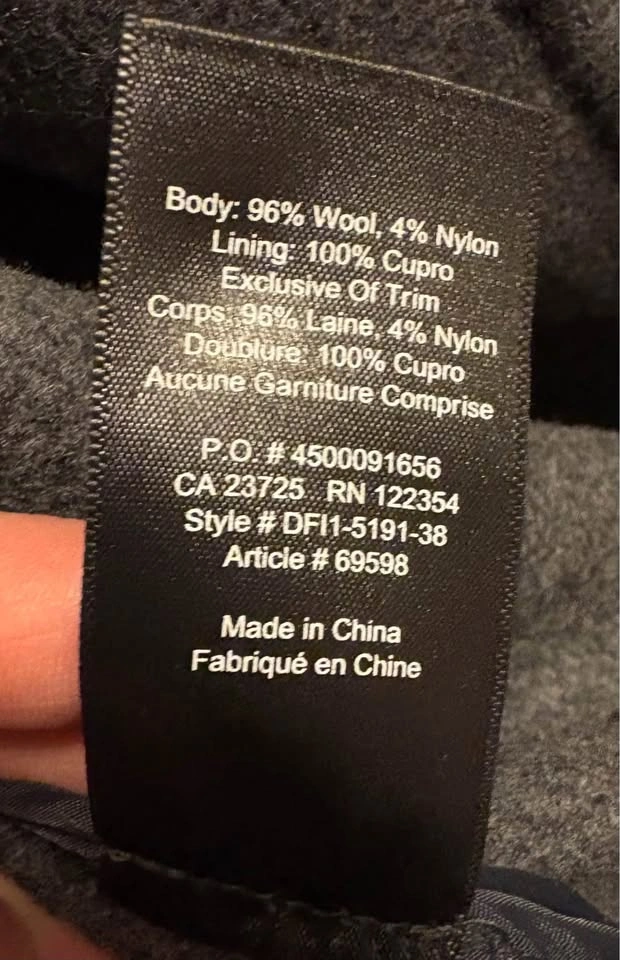 Body: 96% Wool, 4% Nylon
Lining: 100% Cupro
Exclusive Of Trim
Corps: 96% Laine, 4% Nylon
Doublure: 100% Cupro
Aucune Garniture Comprise
P.O. # 4500091656
CA 23725 RN 122354
Style # DFI1-5191-38
Article # 69598
Made in China
Fabriqué en Chine